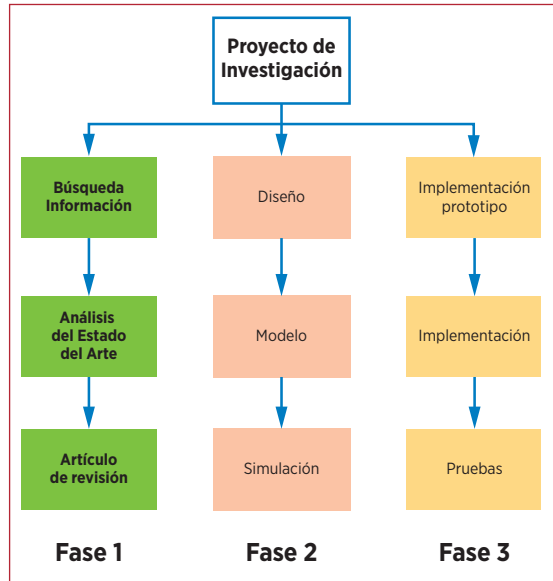 Proyecto de
Investigación
Búsqueda
Información
Diseño
Implementación
prototipo
Análisis
del Estado
del Arte
Modelo
Implementación
Artículo
de revisión
Simulación
Pruebas
Fase 1
Fase 2
Fase 3